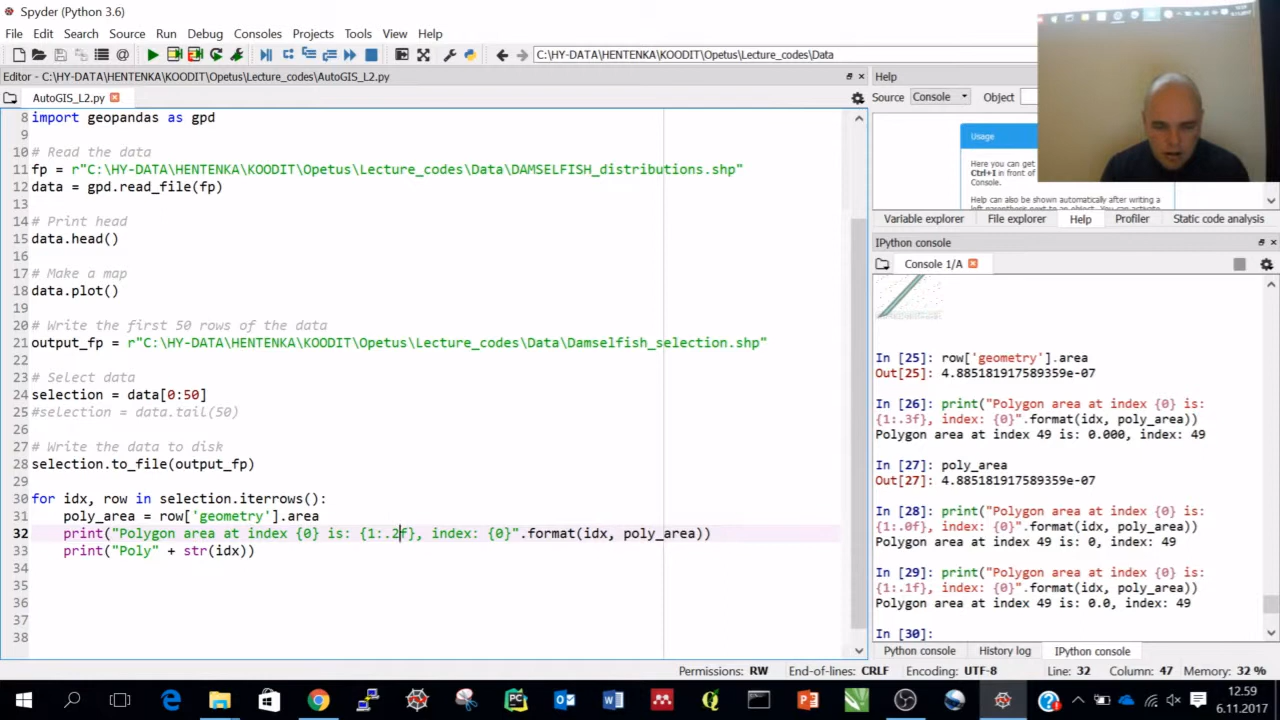 Spyder (Python 3.6)
File Edit Search Source Run Debug Consoles Projects Tools View Help
C:\HY-DATA\HENTENKA\KOODIT\Opetus\Lecture_codes\Data
Editor - C:\HY-DATA\HENTENKA\KOODIT\Opetus\Lecture_codes\AutoGIS_L2.py
AutoGIS_L2.py
8 import geopandas as gpd
9
10 # Read the data
11 fp = r"C:\HY-DATA\HENTENKA\KOODIT\Opetus\Lecture_codes\Data\DAMSELFISH_distributions.shp"
12 data = gpd.read_file(fp)
13
14 # Print head
15 data.head()
16
17 # Make a map
18 data.plot()
19
20 # Write the first 50 rows of the data
21 output_fp = r"C:\HY-DATA\HENTENKA\KOODIT\Opetus\Lecture_codes\Data\Damselfish_selection.shp"
22
23 # Select data
24 selection = data[0:50]
25 #selection = data.tail(50)
26
27 # Write the data to disk
28 selection.to_file(output_fp)
29
30 for idx, row in selection.iterrows():
31 poly_area = row['geometry'].area
32 print("Polygon area at index {0} is: {1:.2f}, index: {0}".format(idx, poly_area))
33 print("Poly" + str(idx))
34
35
36
37
38
Help
Source Console Object
Usage
Here you can get
Ctrl+I in front of
Console.
Help can also be shown automatically after writing a
Variable explorer File explorer Help Profiler Static code analysis
IPython console
Console 1/A
In [25]: row['geometry'].area
Out[25]: 4.885181917589359e-07
In [26]: print("Polygon area at index {0} is:
{1:.3f}, index: {0}".format(idx, poly_area))
Polygon area at index 49 is: 0.000, index: 49
In [27]: poly_area
Out[27]: 4.885181917589359e-07
In [28]: print("Polygon area at index {0} is:
{1:.0f}, index: {0}".format(idx, poly_area))
Polygon area at index 49 is: 0, index: 49
In [29]: print("Polygon area at index {0} is:
{1:.1f}, index: {0}".format(idx, poly_area))
Polygon area at index 49 is: 0.0, index: 49
In [30]:
Python console History log IPython console
Permissions: RW End-of-lines: CRLF Encoding: UTF-8 Line: 32 Column: 47 Memory: 32 %
12.59
6.11.2017